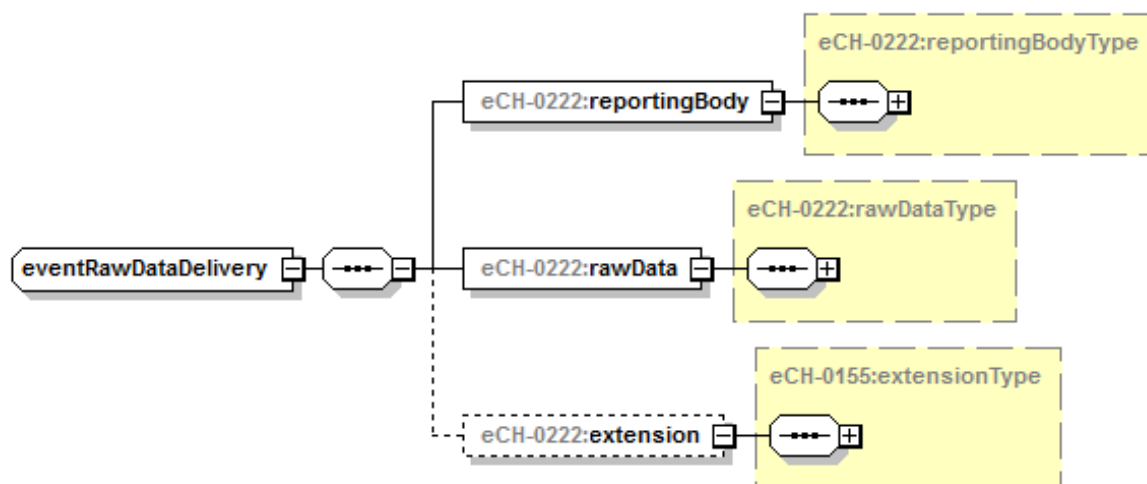 eCH-0222:reportingBodyType
eCH-0222:reportingBody
eCH-0222:rawDataType
eventRawDataDelivery
eCH-0222:rawData
eCH-0155:extensionType
eCH-0222:extension